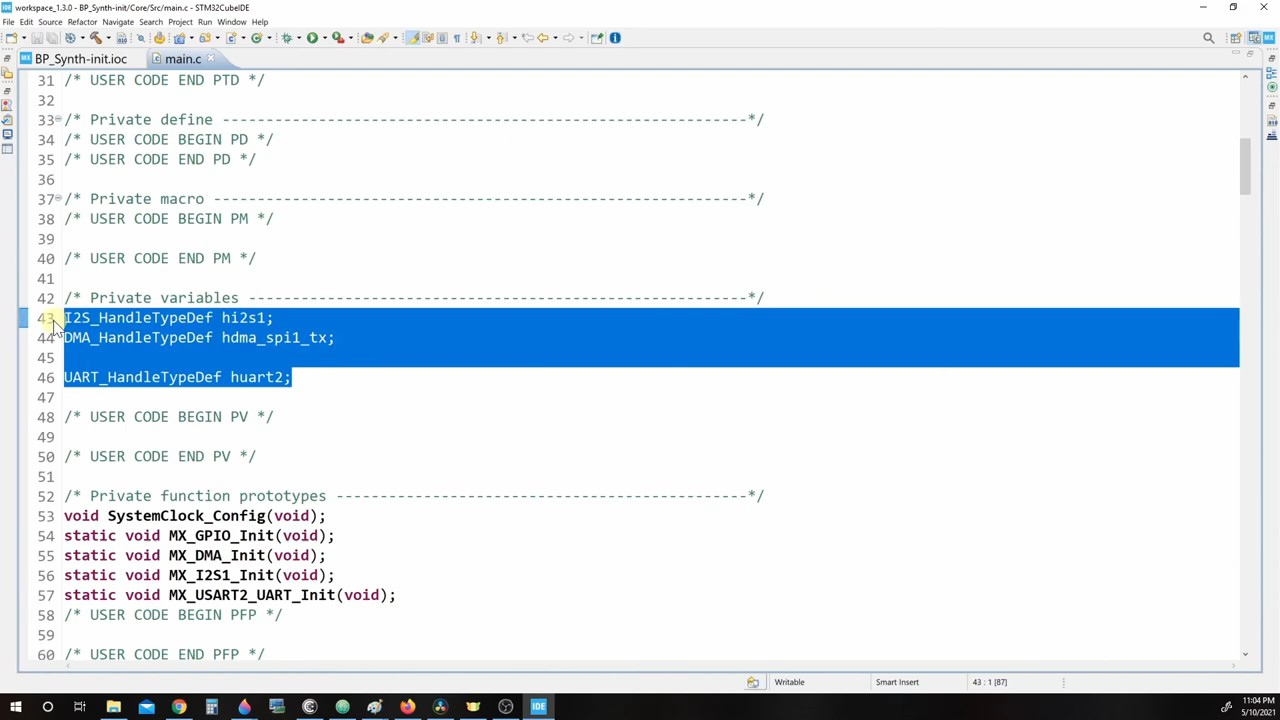 workspace_1.3.0 - BP_Synth-init/Core/Src/main.c - STM32CubeIDE
File Edit Source Refactor Navigate Search Project Run Window Help
BP_Synth-init.ioc main.c
31 /* USER CODE END PTD */
32
33 /* Private define ------------------------------------------------------------*/
34 /* USER CODE BEGIN PD */
35 /* USER CODE END PD */
36
37 /* Private macro -------------------------------------------------------------*/
38 /* USER CODE BEGIN PM */
39
40 /* USER CODE END PM */
41
42 /* Private variables ---------------------------------------------------------*/
43 I2S_HandleTypeDef hi2s1;
44 DMA_HandleTypeDef hdma_spi1_tx;
45
46 UART_HandleTypeDef huart2;
47
48 /* USER CODE BEGIN PV */
49
50 /* USER CODE END PV */
51
52 /* Private function prototypes -----------------------------------------------*/
53 void SystemClock_Config(void);
54 static void MX_GPIO_Init(void);
55 static void MX_DMA_Init(void);
56 static void MX_I2S1_Init(void);
57 static void MX_USART2_UART_Init(void);
58 /* USER CODE BEGIN PFP */
59
60 /* USER CODE END PFP */
Writable Smart Insert 43 : 1 [87]
11:04 PM
5/10/2021